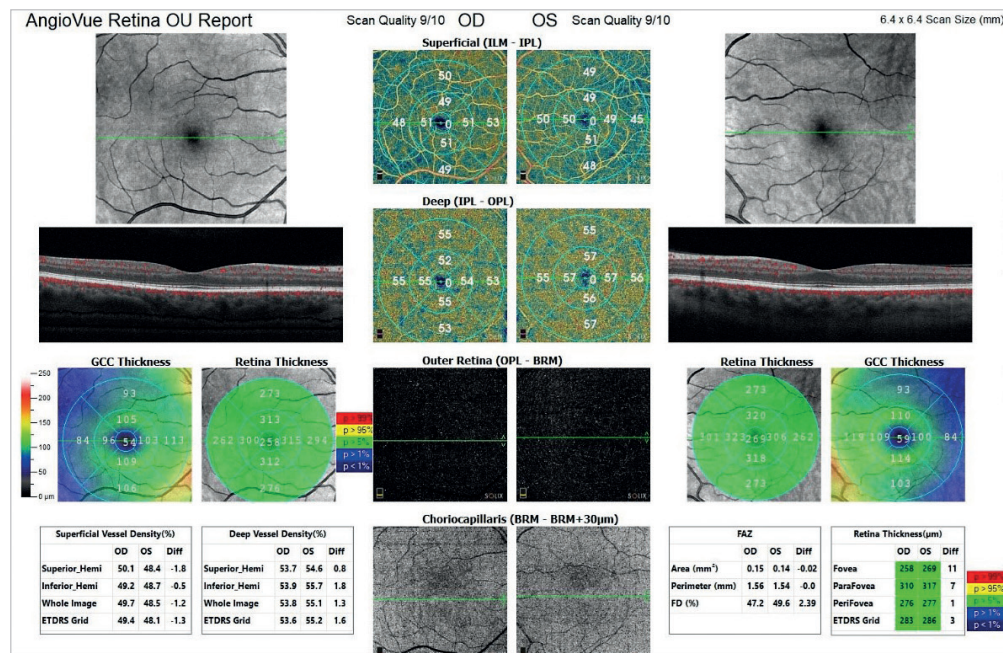 AngioVue Retina OU Report
Scan Quality 9/10 OD OS Scan Quality 9/10
6.4 x 6.4 Scan Size (mm)
Superficial (ILM - IPL)
50
49
48 51 0 51 53
51
49
SOLIX
49
49
50 50 0 49 45
51
48
SOLIX
Deep (IPL - OPL)
55
52
55 55 0 54 53
55
53
SOLIX
55
57
55 57 0 57 56
56
57
SOLIX
GCC Thickness
250
200
150
100
50
0 µm
93
105
84 96 54 103 113
109
106
Retina Thickness
273
313
262 300 258 315 294
312
276
p > 99%
p > 95%
p > 5%
p > 1%
p < 1%
Outer Retina (OPL - BRM)
SOLIX
SOLIX
Retina Thickness
273
320
301 323 269 306 262
318
273
GCC Thickness
93
110
119 109 59 100 84
114
103
Superficial Vessel Density(%)
OD OS Diff
Superior_Hemi 50.1 48.4 -1.8
Inferior_Hemi 49.2 48.7 -0.5
Whole Image 49.7 48.5 -1.2
ETDRS Grid 49.4 48.1 -1.3
Deep Vessel Density(%)
OD OS Diff
Superior_Hemi 53.7 54.6 0.8
Inferior_Hemi 53.9 55.7 1.8
Whole Image 53.8 55.1 1.3
ETDRS Grid 53.6 55.2 1.6
Choriocapillaris (BRM - BRM+30µm)
FAZ
OD OS Diff
Area (mm²) 0.15 0.14 -0.02
Perimeter (mm) 1.56 1.54 -0.0
FD (%) 47.2 49.6 2.39
Retina Thickness(µm)
OD OS Diff
Fovea 258 269 11
ParaFovea 310 317 7
PeriFovea 276 277 1
ETDRS Grid 283 286 3
p > 99%
p > 95%
p > 5%
p > 1%
p < 1%